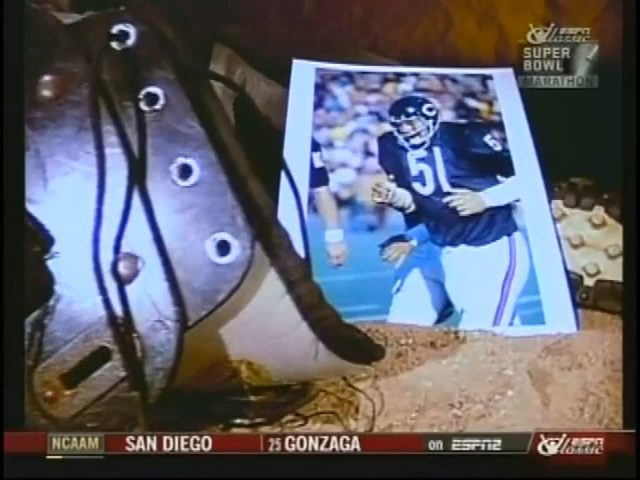 ESPN
Classic
SUPER
BOWL
MARATHON
C
51
NCAAM SAN DIEGO 25 GONZAGA on ESPN2 ESPN
Classic